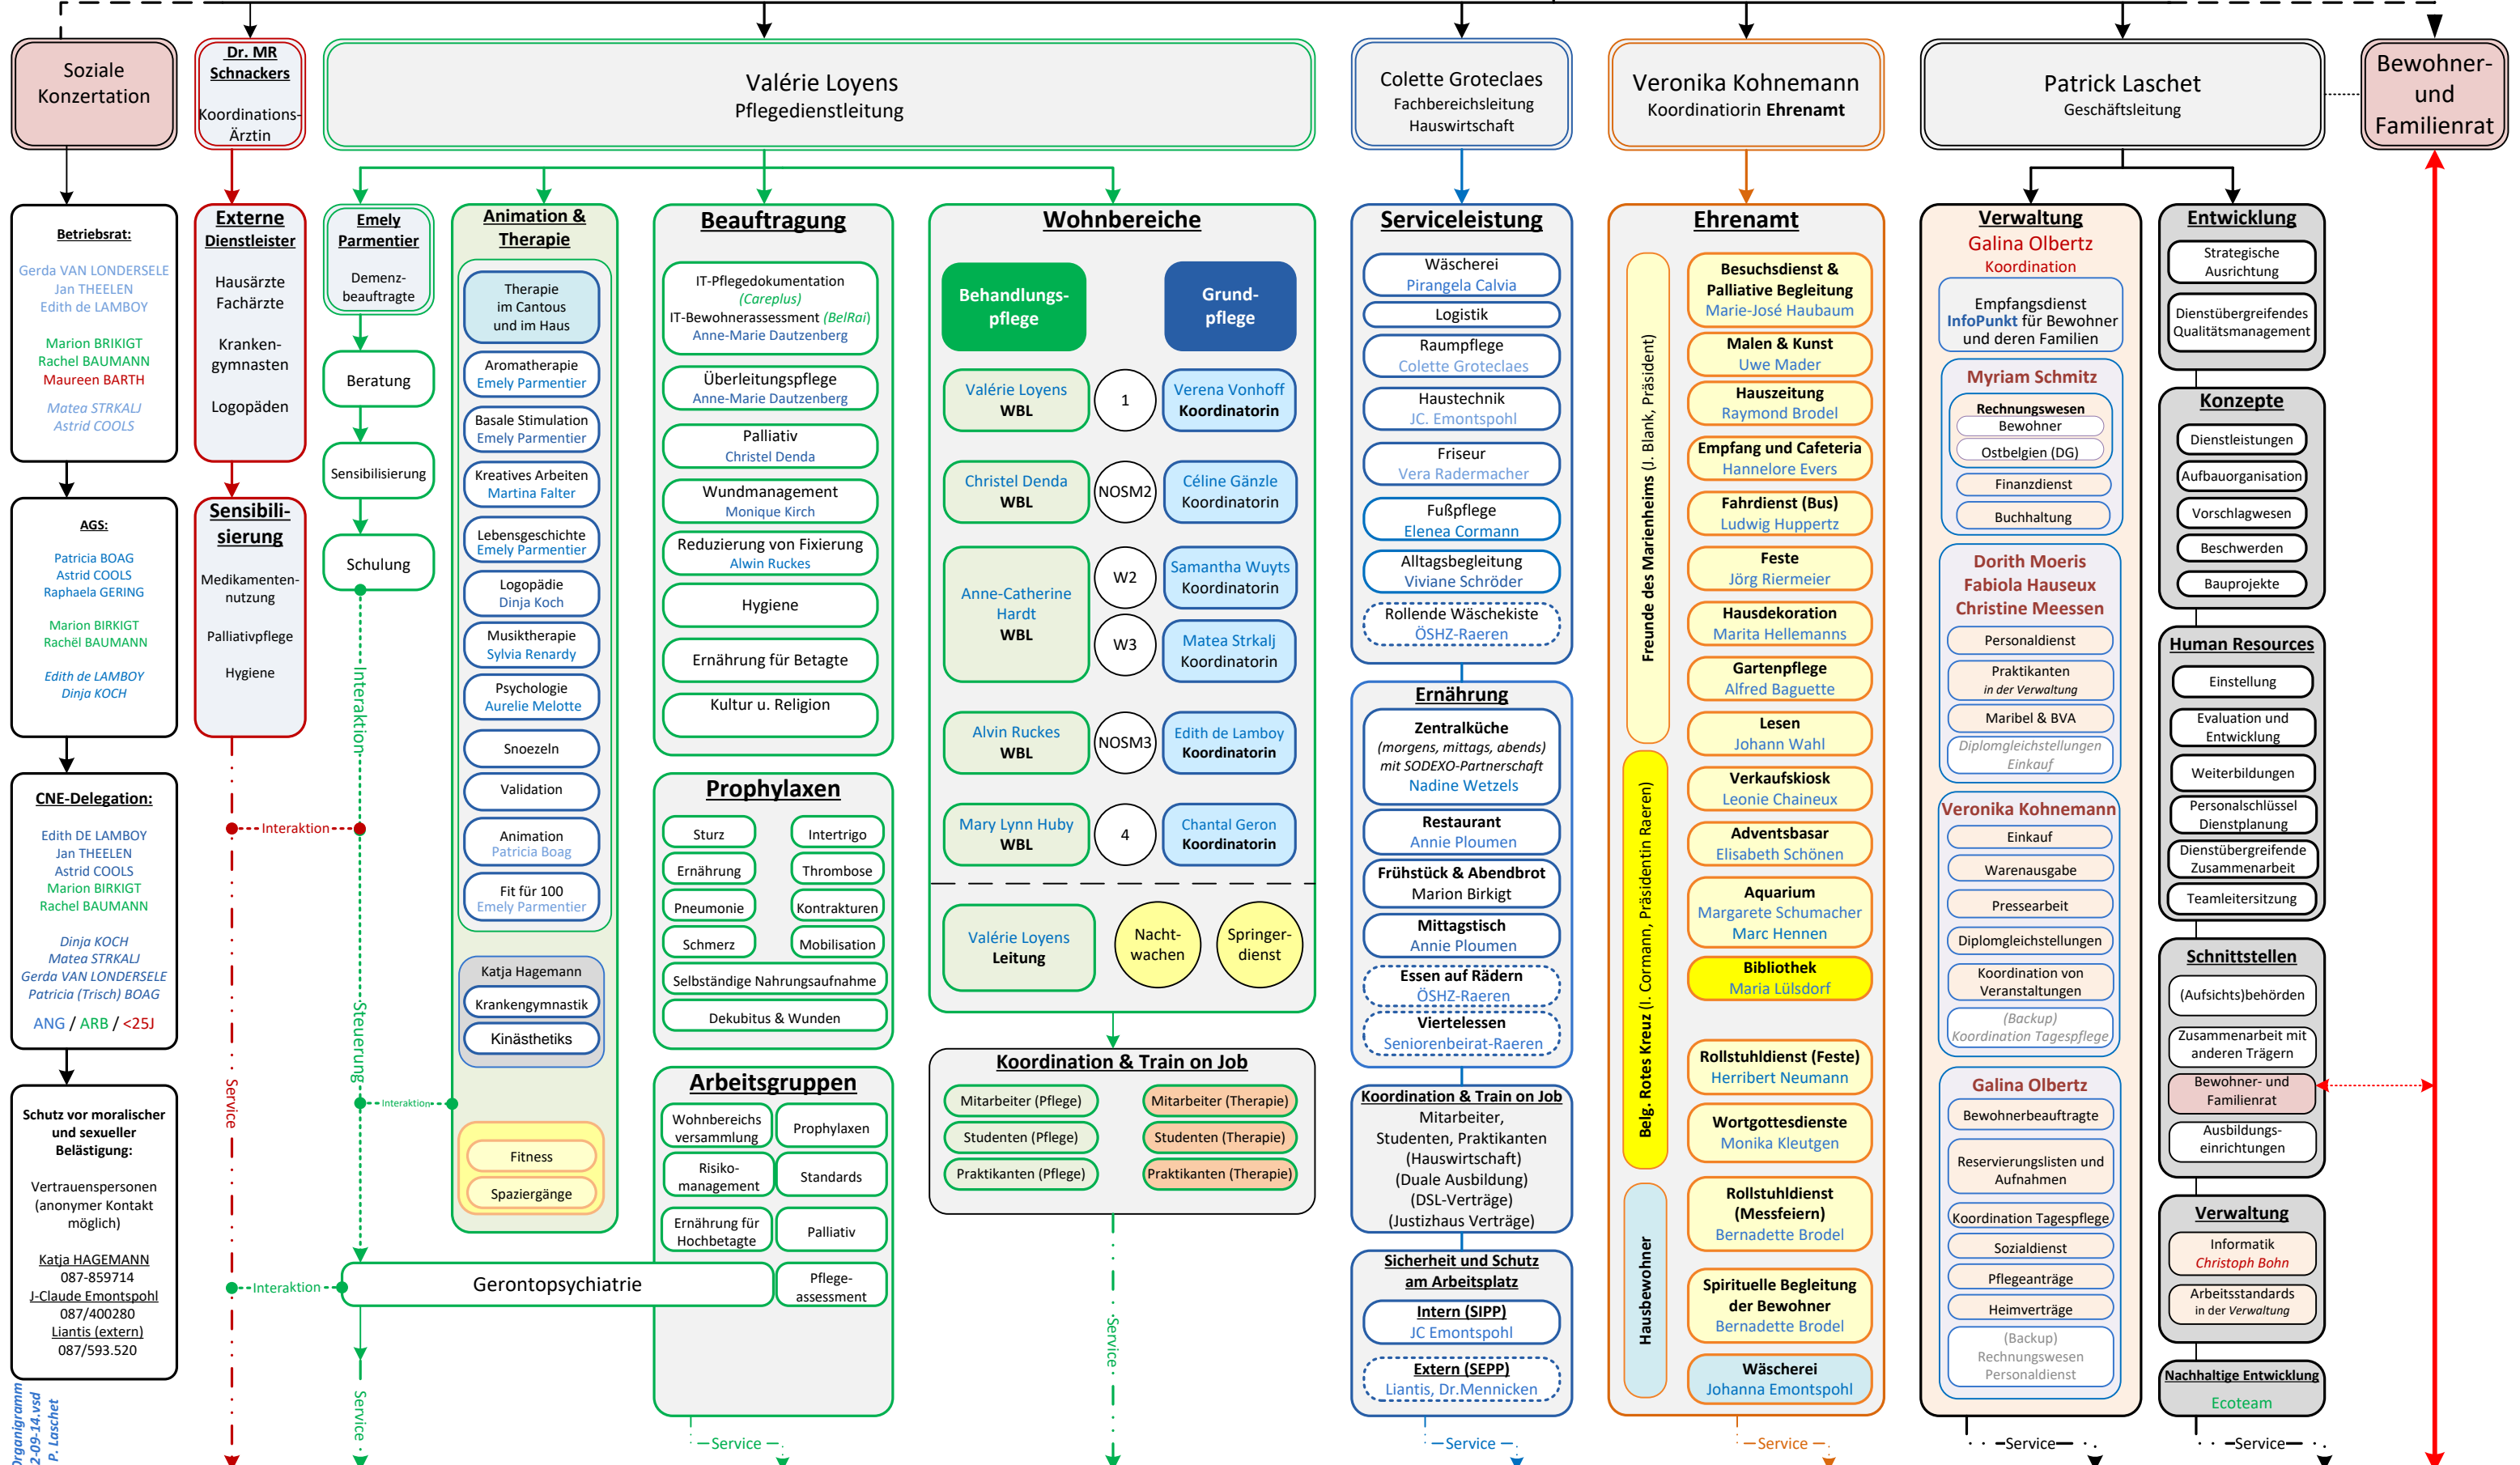 Soziale
Konzertation
Dr. MR
Schnackers
Koordinations-
Ärztin
Valérie Loyens
Pflegedienstleitung
Colette Groteclaes
Fachbereichsleitung
Hauswirtschaft
Veronika Kohnemann
Koordinatiorin Ehrenamt
Patrick Laschet
Geschäftsleitung
Bewohner-
und
Familienrat
Betriebsrat:
Gerda VAN LONDERSELE
Jan THEELEN
Edith de LAMBOY
Marion BRIKIGT
Rachel BAUMANN
Maureen BARTH
Matea STRKALJ
Astrid COOLS
AGS:
Patricia BOAG
Astrid COOLS
Raphaela GERING
Marion BIRKIGT
Rachël BAUMANN
Edith de LAMBOY
Dinja KOCH
CNE-Delegation:
Edith DE LAMBOY
Jan THEELEN
Astrid COOLS
Marion BIRKIGT
Rachel BAUMANN
Dinja KOCH
Matea STRKALJ
Gerda VAN LONDERSELE
Patricia (Trisch) BOAG
ANG / ARB / <25J
Schutz vor moralischer
und sexueller
Belästigung:
Vertrauenspersonen
(anonymer Kontakt
möglich)
Katja HAGEMANN
087-859714
J-Claude Emontspohl
087/400280
Liantis (extern)
087/593.520
Organigramm
2-09-14.vsd
P. Laschet
Externe
Dienstleister
Hausärzte
Fachärzte
Kranken-
gymnasten
Logopäden
Sensibili-
sierung
Medikamenten-
nutzung
Palliativpflege
Hygiene
Interaktion
Service
Interaktion
Emely
Parmentier
Demenz-
beauftragte
Beratung
Sensibilisierung
Schulung
Interaktion
Steuerung
Interaktion
Gerontopsychiatrie
Service
Animation &
Therapie
Therapie
im Cantous
und im Haus
Aromatherapie
Emely Parmentier
Basale Stimulation
Emely Parmentier
Kreatives Arbeiten
Martina Falter
Lebensgeschichte
Emely Parmentier
Logopädie
Dinja Koch
Musiktherapie
Sylvia Renardy
Psychologie
Aurelie Melotte
Snoezeln
Validation
Animation
Patricia Boag
Fit für 100
Emely Parmentier
Katja Hagemann
Krankengymnastik
Kinästhetiks
Fitness
Spaziergänge
Beauftragung
IT-Pflegedokumentation
(Careplus)
IT-Bewohnerassessment (BelRai)
Anne-Marie Dautzenberg
Überleitungspflege
Anne-Marie Dautzenberg
Palliativ
Christel Denda
Wundmanagement
Monique Kirch
Reduzierung von Fixierung
Alwin Ruckes
Hygiene
Ernährung für Betagte
Kultur u. Religion
Prophylaxen
Sturz
Intertrigo
Ernährung
Thrombose
Pneumonie
Kontrakturen
Schmerz
Mobilisation
Selbständige Nahrungsaufnahme
Dekubitus & Wunden
Arbeitsgruppen
Wohnbereichs
versammlung
Prophylaxen
Risiko-
management
Standards
Ernährung für
Hochbetagte
Palliativ
Pflege-
assessment
Service
Wohnbereiche
Behandlungs-
pflege
Grund-
pflege
Valérie Loyens
WBL
1
Verena Vonhoff
Koordinatorin
Christel Denda
WBL
NOSM2
Céline Gänzle
Koordinatorin
Anne-Catherine
Hardt
WBL
W2
Samantha Wuyts
Koordinatorin
W3
Matea Strkalj
Koordinatorin
Alvin Ruckes
WBL
NOSM3
Edith de Lamboy
Koordinatorin
Mary Lynn Huby
WBL
4
Chantal Geron
Koordinatorin
Valérie Loyens
Leitung
Nacht-
wachen
Springer-
dienst
Koordination & Train on Job
Mitarbeiter (Pflege)
Mitarbeiter (Therapie)
Studenten (Pflege)
Studenten (Therapie)
Praktikanten (Pflege)
Praktikanten (Therapie)
Service
Serviceleistung
Wäscherei
Pirangela Calvia
Logistik
Raumpflege
Colette Groteclaes
Haustechnik
JC. Emontspohl
Friseur
Vera Radermacher
Fußpflege
Elenea Cormann
Alltagsbegleitung
Viviane Schröder
Rollende Wäschekiste
ÖSHZ-Raeren
Ernährung
Zentralküche
(morgens, mittags, abends)
mit SODEXO-Partnerschaft
Nadine Wetzels
Restaurant
Annie Ploumen
Frühstück & Abendbrot
Marion Birkigt
Mittagstisch
Annie Ploumen
Essen auf Rädern
ÖSHZ-Raeren
Viertelessen
Seniorenbeirat-Raeren
Koordination & Train on Job
Mitarbeiter,
Studenten, Praktikanten
(Hauswirtschaft)
(Duale Ausbildung)
(DSL-Verträge)
(Justizhaus Verträge)
Sicherheit und Schutz
am Arbeitsplatz
Intern (SIPP)
JC Emontspohl
Extern (SEPP)
Liantis, Dr.Mennicken
Service
Ehrenamt
Freunde des Marienheims (J. Blank, Präsident)
Belg. Rotes Kreuz (I. Cormann, Präsidentin Raeren)
Hausbewohner
Besuchsdienst &
Palliative Begleitung
Marie-José Haubaum
Malen & Kunst
Uwe Mader
Hauszeitung
Raymond Brodel
Empfang und Cafeteria
Hannelore Evers
Fahrdienst (Bus)
Ludwig Huppertz
Feste
Jörg Riermeier
Hausdekoration
Marita Hellemanns
Gartenpflege
Alfred Baguette
Lesen
Johann Wahl
Verkaufskiosk
Leonie Chaineux
Adventsbasar
Elisabeth Schönen
Aquarium
Margarete Schumacher
Marc Hennen
Bibliothek
Maria Lülsdorf
Rollstuhldienst (Feste)
Herribert Neumann
Wortgottesdienste
Monika Kleutgen
Rollstuhldienst
(Messfeiern)
Bernadette Brodel
Spirituelle Begleitung
der Bewohner
Bernadette Brodel
Wäscherei
Johanna Emontspohl
Service
Verwaltung
Galina Olbertz
Koordination
Empfangsdienst
InfoPunkt für Bewohner
und deren Familien
Myriam Schmitz
Rechnungswesen
Bewohner
Ostbelgien (DG)
Finanzdienst
Buchhaltung
Dorith Moeris
Fabiola Hauseux
Christine Meessen
Personaldienst
Praktikanten
in der Verwaltung
Maribel & BVA
Diplomgleichstellungen
Einkauf
Veronika Kohnemann
Einkauf
Warenausgabe
Pressearbeit
Diplomgleichstellungen
Koordination von
Veranstaltungen
(Backup)
Koordination Tagespflege
Galina Olbertz
Bewohnerbeauftragte
Reservierungslisten und
Aufnahmen
Koordination Tagespflege
Sozialdienst
Pflegeanträge
Heimverträge
(Backup)
Rechnungswesen
Personaldienst
Service
Entwicklung
Strategische
Ausrichtung
Dienstübergreifendes
Qualitätsmanagement
Konzepte
Dienstleistungen
Aufbauorganisation
Vorschlagwesen
Beschwerden
Bauprojekte
Human Resources
Einstellung
Evaluation und
Entwicklung
Weiterbildungen
Personalschlüssel
Dienstplanung
Dienstübergreifende
Zusammenarbeit
Teamleitersitzung
Schnittstellen
(Aufsichts)behörden
Zusammenarbeit mit
anderen Trägern
Bewohner- und
Familienrat
Ausbildungs-
einrichtungen
Verwaltung
Informatik
Christoph Bohn
Arbeitsstandards
in der Verwaltung
Nachhaltige Entwicklung
Ecoteam
Service